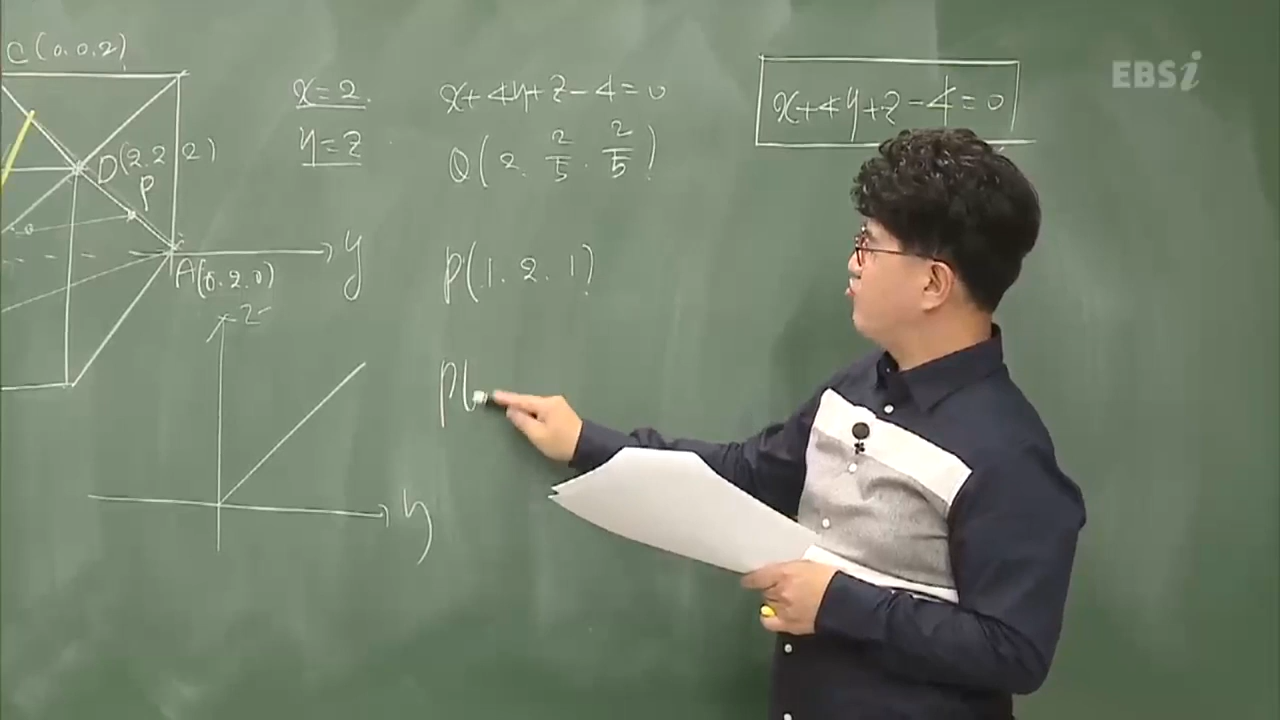 C(0.0.2)
D(2.2.2)
P
y
A(0.2.0)
z
y
x=2.
y=z
x+4y+z-4=0
Q(2. 2/5. 2/5)
P(1. 2. 1)
P(
x+4y+z-4=0
EBSi